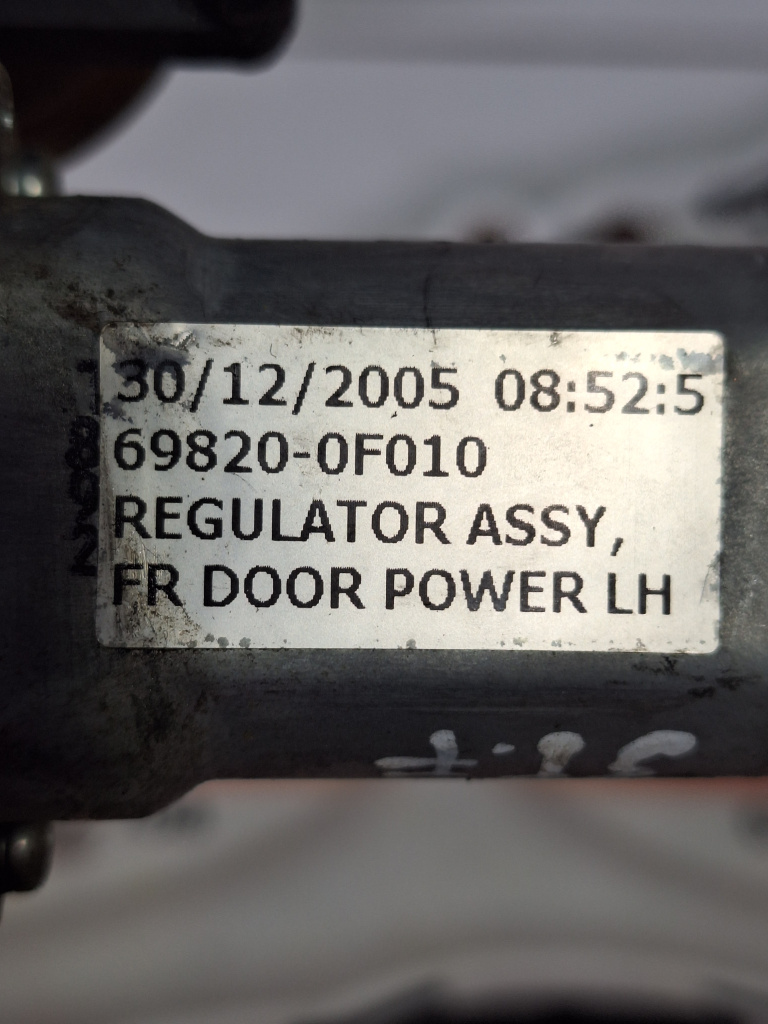 30/12/2005 08:52:5
69820-0F010
REGULATOR ASSY,
FR DOOR POWER LH